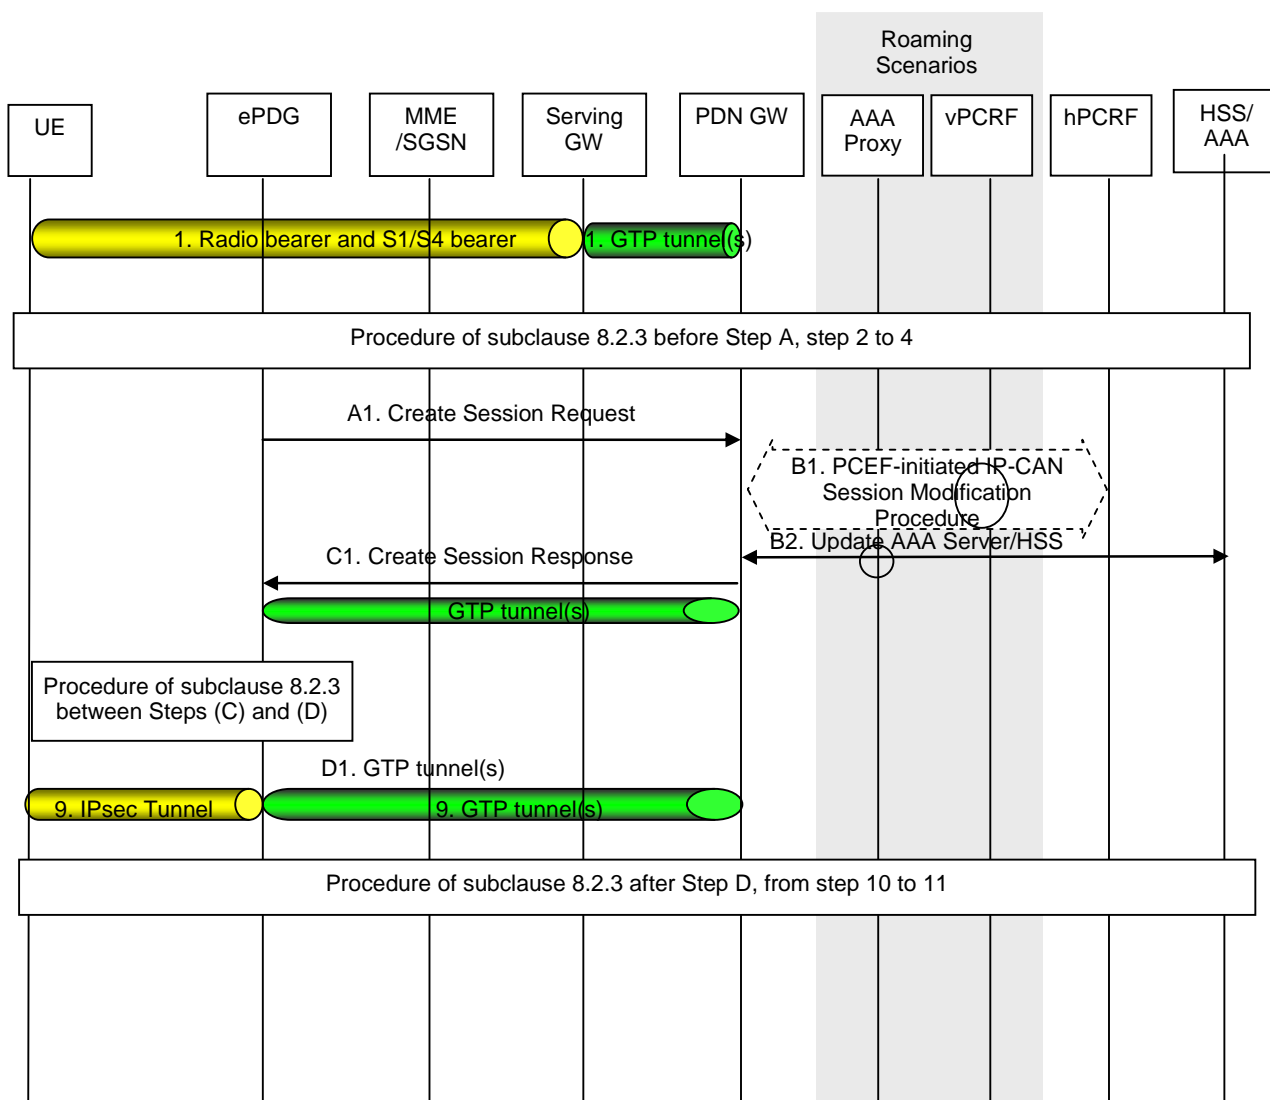 Roaming
Scenarios
UE
ePDG
MME
/SGSN
Serving
GW
PDN GW
AAA
Proxy
vPCRF
hPCRF
HSS/
AAA
1. Radio bearer and S1/S4 bearer
1. GTP tunnel(s)
Procedure of subclause 8.2.3 before Step A, step 2 to 4
A1. Create Session Request
B1. PCEF-initiated IP-CAN
Session Modification
Procedure
B2. Update AAA Server/HSS
C1. Create Session Response
GTP tunnel(s)
Procedure of subclause 8.2.3
between Steps (C) and (D)
D1. GTP tunnel(s)
9. IPsec Tunnel
9. GTP tunnel(s)
Procedure of subclause 8.2.3 after Step D, from step 10 to 11